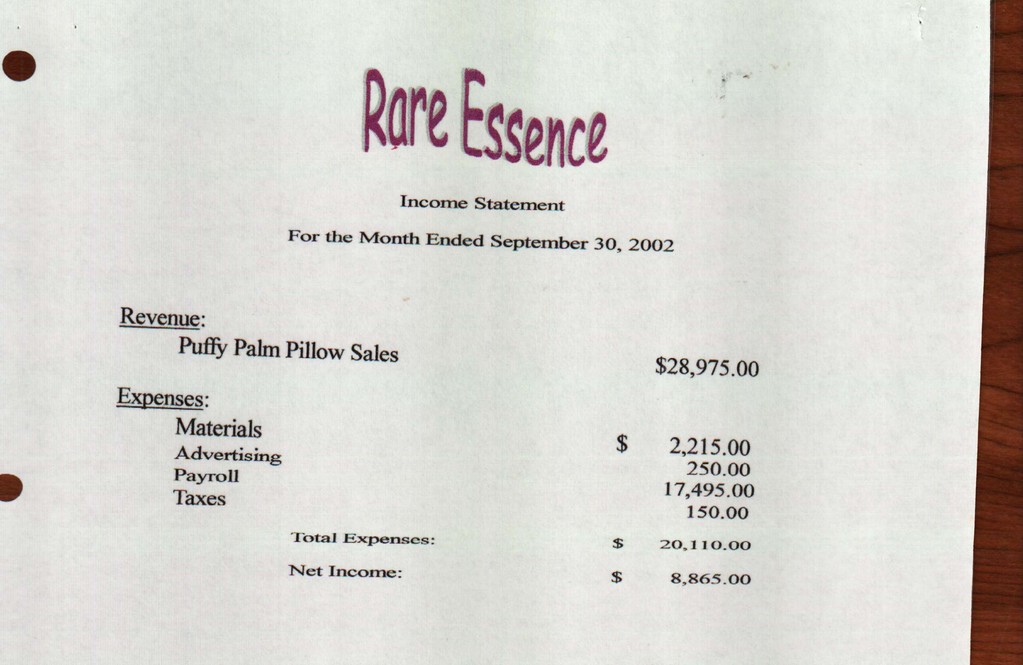 Rare Essence
Income Statement
For the Month Ended September 30, 2002
Revenue:
Puffy Palm Pillow Sales $28,975.00
Expenses:
Materials $ 2,215.00
Advertising 250.00
Payroll 17,495.00
Taxes 150.00
Total Expenses: $ 20,110.00
Net Income: $ 8,865.00